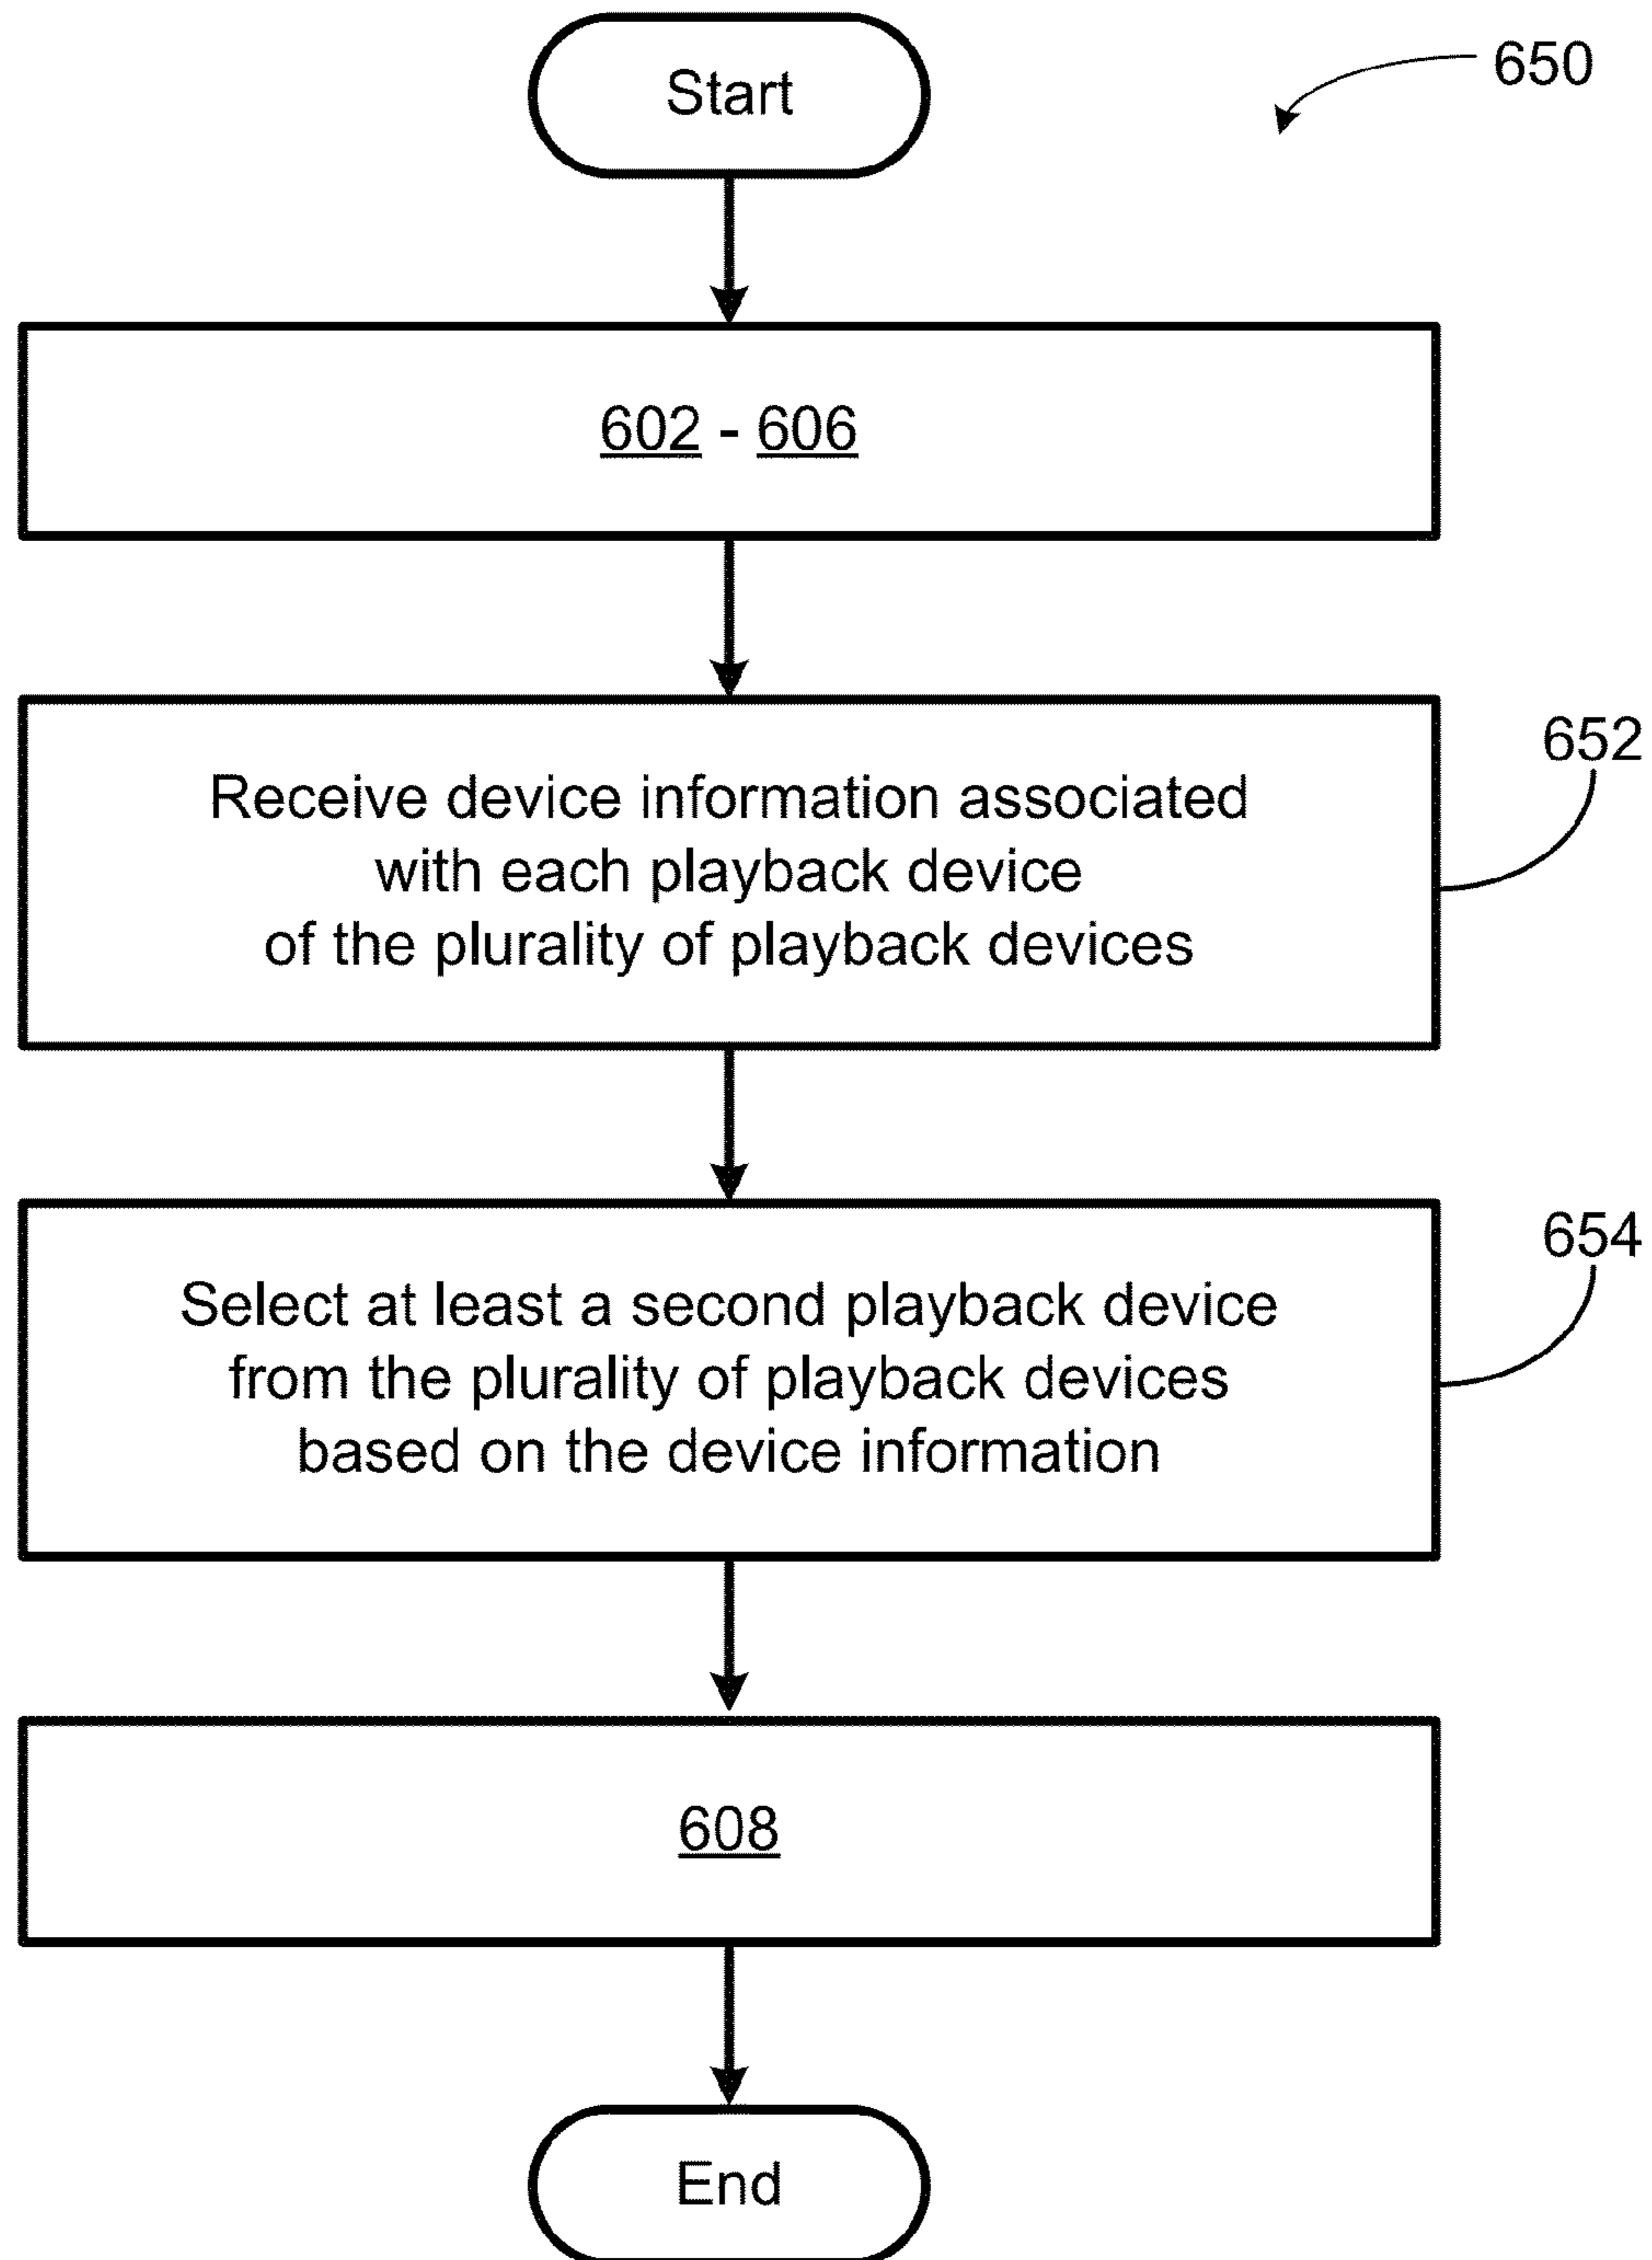 Start
650
602 - 606
652
Receive device information associated
with each playback device
of the plurality of playback devices
654
Select at least a second playback device
from the plurality of playback devices
based on the device information
608
End